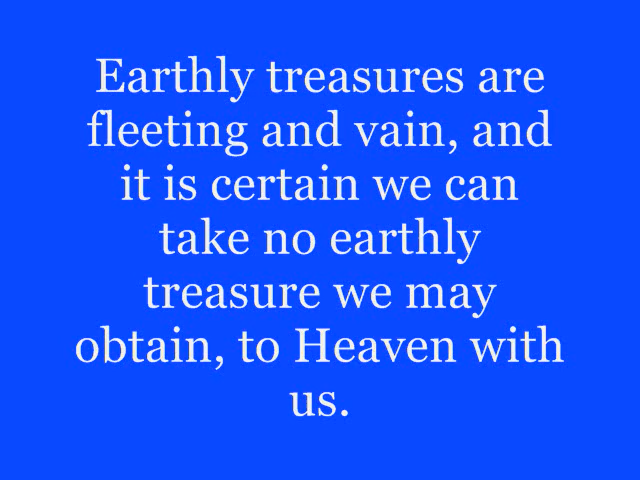 Earthly treasures are
fleeting and vain, and
it is certain we can
take no earthly
treasure we may
obtain, to Heaven with
us.